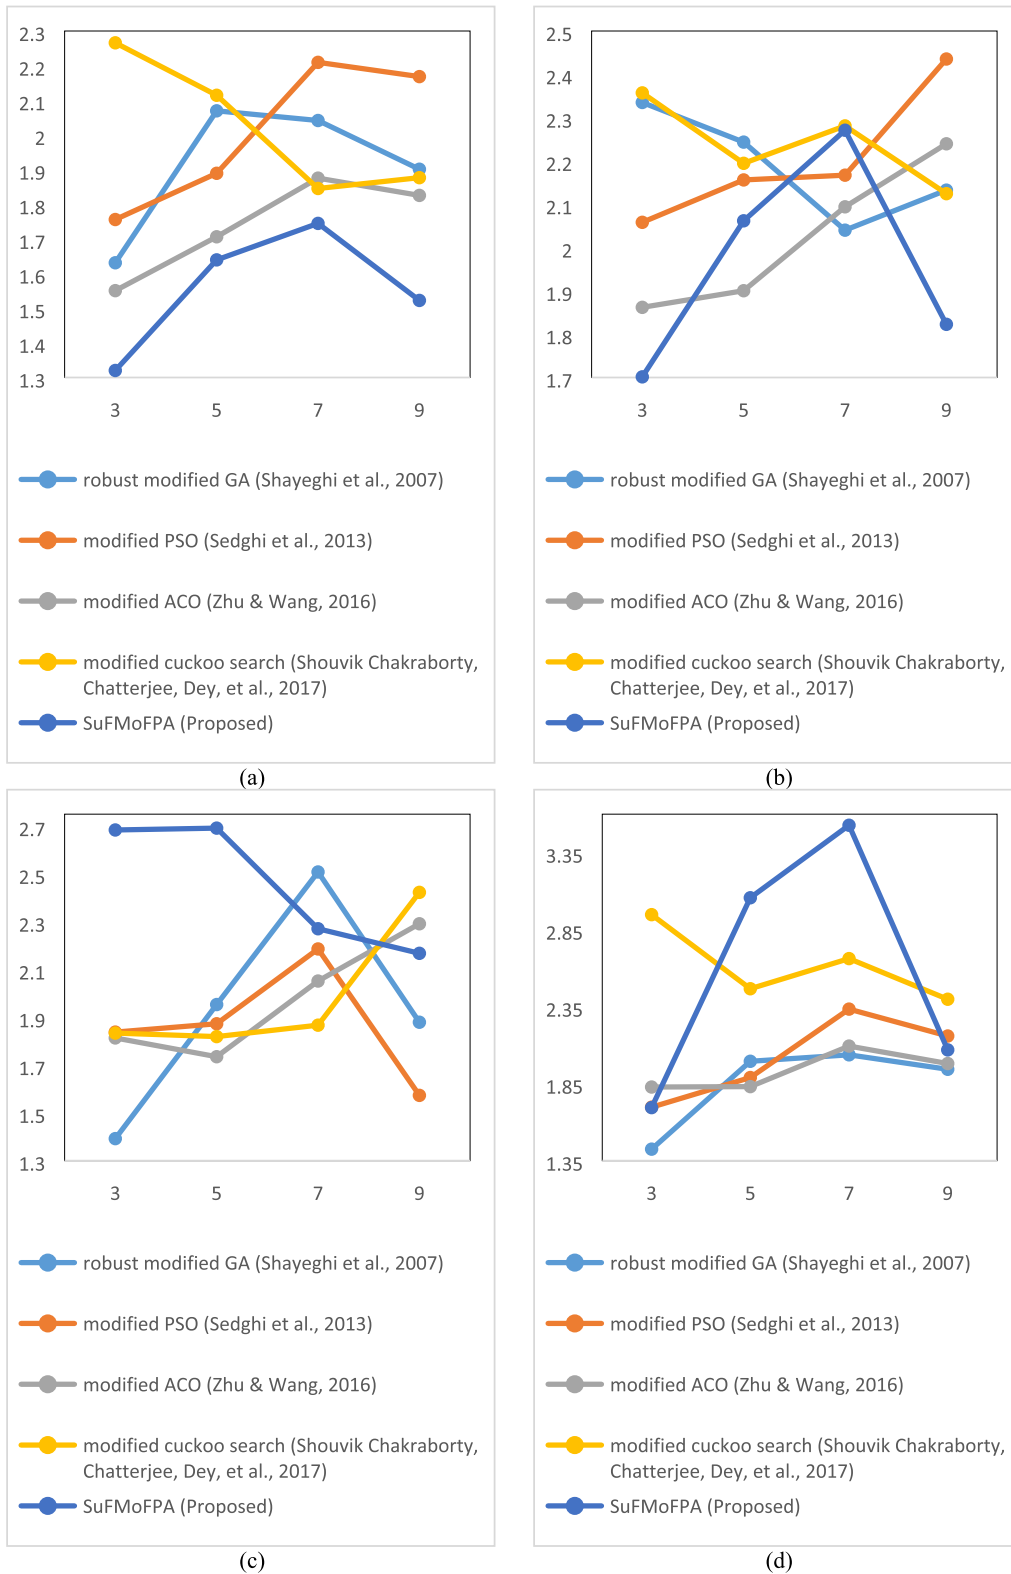 2.3
2.2
2.1
2
1.9
1.8
1.7
1.6
1.5
1.4
1.3
3 5 7 9
robust modified GA (Shayeghi et al., 2007)
modified PSO (Sedghi et al., 2013)
modified ACO (Zhu & Wang, 2016)
modified cuckoo search (Shouvik Chakraborty,
Chatterjee, Dey, et al., 2017)
SuFMoFPA (Proposed)
(a)
2.5
2.4
2.3
2.2
2.1
2
1.9
1.8
1.7
3 5 7 9
robust modified GA (Shayeghi et al., 2007)
modified PSO (Sedghi et al., 2013)
modified ACO (Zhu & Wang, 2016)
modified cuckoo search (Shouvik Chakraborty,
Chatterjee, Dey, et al., 2017)
SuFMoFPA (Proposed)
(b)
2.7
2.5
2.3
2.1
1.9
1.7
1.5
1.3
3 5 7 9
robust modified GA (Shayeghi et al., 2007)
modified PSO (Sedghi et al., 2013)
modified ACO (Zhu & Wang, 2016)
modified cuckoo search (Shouvik Chakraborty,
Chatterjee, Dey, et al., 2017)
SuFMoFPA (Proposed)
(c)
3.35
2.85
2.35
1.85
1.35
3 5 7 9
robust modified GA (Shayeghi et al., 2007)
modified PSO (Sedghi et al., 2013)
modified ACO (Zhu & Wang, 2016)
modified cuckoo search (Shouvik Chakraborty,
Chatterjee, Dey, et al., 2017)
SuFMoFPA (Proposed)
(d)